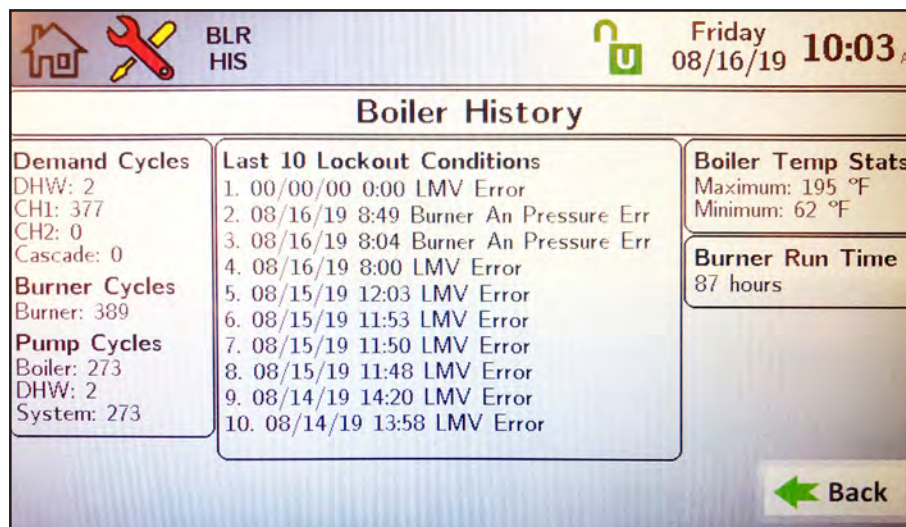 BLR
HIS
U
Friday
08/16/19
10:03
Boiler History
Demand Cycles
DHW: 2
CH1: 377
CH2: 0
Cascade: 0
Burner Cycles
Burner: 389
Pump Cycles
Boiler: 273
DHW: 2
System: 273
Last 10 Lockout Conditions
1. 00/00/00 0:00 LMV Error
2. 08/16/19 8:49 Burner An Pressure Err
3. 08/16/19 8:04 Burner An Pressure Err
4. 08/16/19 8:00 LMV Error
5. 08/15/19 12:03 LMV Error
6. 08/15/19 11:53 LMV Error
7. 08/15/19 11:50 LMV Error
8. 08/15/19 11:48 LMV Error
9. 08/14/19 14:20 LMV Error
10. 08/14/19 13:58 LMV Error
Boiler Temp Stats
Maximum: 195 °F
Minimum: 62 °F
Burner Run Time
87 hours
Back